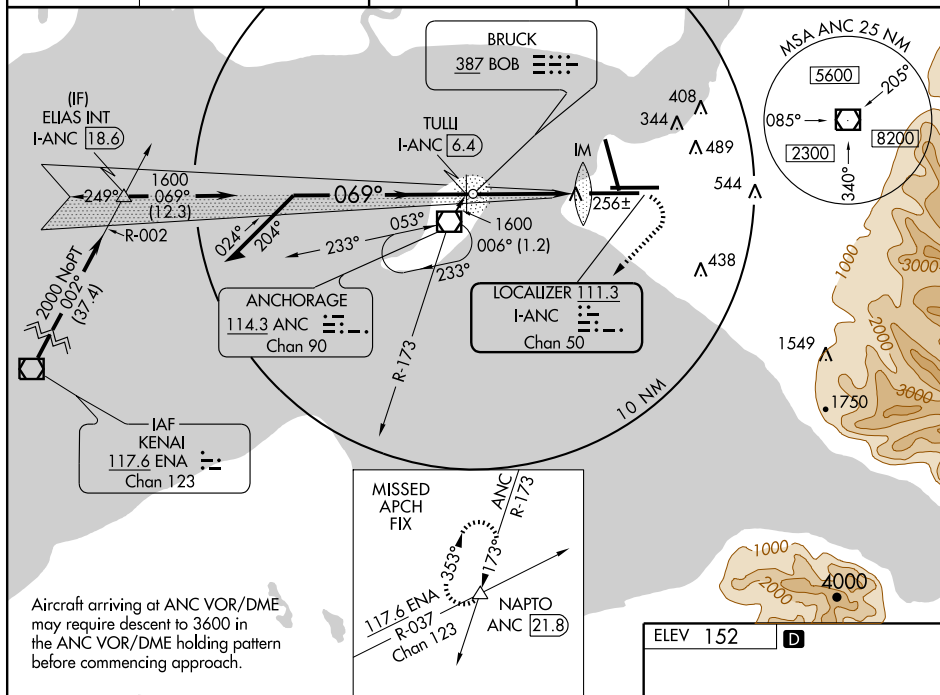 BRUCK
387 BOB
MSA ANC 25 NM
5600
205°
085°
8200
2300
340°
(IF)
ELIAS INT
I-ANC 18.6
TULLI
I-ANC 6.4
408
344
489
IM
544
249°
1600
069°
(12.3)
069°
256±
R-002
024°
204°
233°
053°
1600
006° (1.2)
233°
438
2000 NoPT
002°
(37.4)
ANCHORAGE
114.3 ANC
Chan 90
LOCALIZER 111.3
I-ANC
Chan 50
R-173
10 NM
1000
3000
2000
1549
3000
1750
IAF
KENAI
117.6 ENA
Chan 123
MISSED
APCH
FIX
ANC
R-173
353°
173°
117.6 ENA
R-037
Chan 123
NAPTO
ANC 21.8
1000
2000
4000
Aircraft arriving at ANC VOR/DME
may require descent to 3600 in
the ANC VOR/DME holding pattern
before commencing approach.
ELEV 152 D